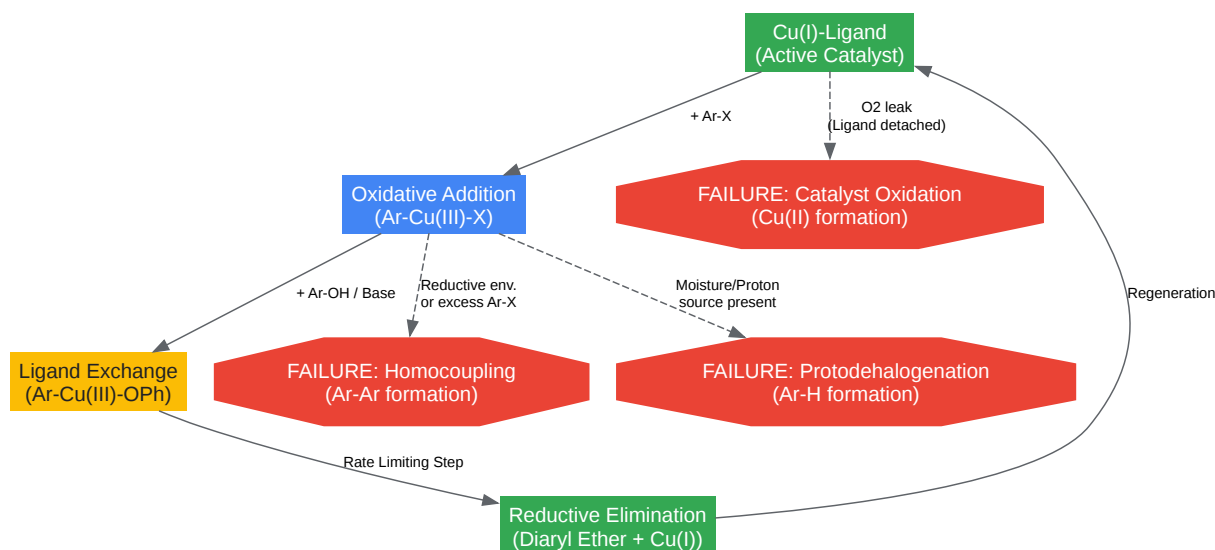 Cu(I)-Ligand
(Active Catalyst)
O2 leak
(Ligand detached)
+ Ar-X
Oxidative Addition
(Ar-Cu(III)-X)
FAILURE: Catalyst Oxidation
(Cu(II) formation)
+ Ar-OH / Base
Reductive env.
or excess Ar-X
Moisture/Proton
source present
Regeneration
Ligand Exchange
(Ar-Cu(III)-OPh)
FAILURE: Homocoupling
(Ar-Ar formation)
FAILURE: Protodehalogenation
(Ar-H formation)
Rate Limiting Step
Reductive Elimination
(Diaryl Ether + Cu(I))